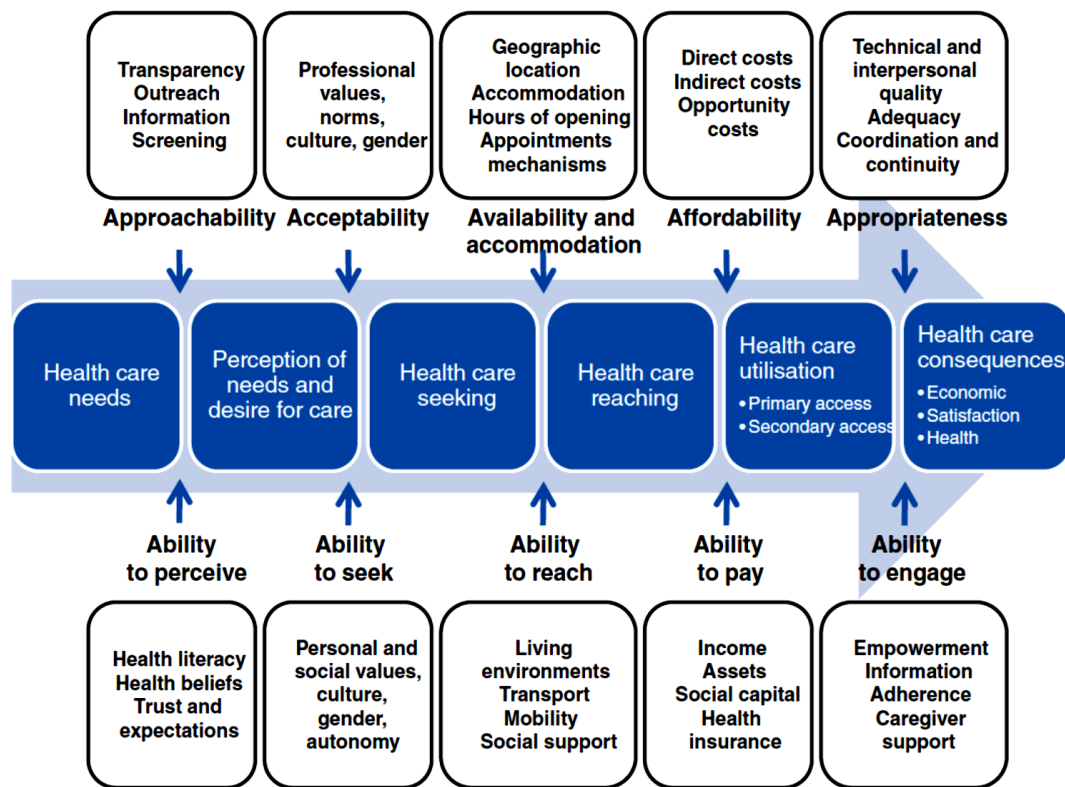 Transparency
Outreach
Information
Screening
Professional
values,
norms,
culture, gender
Geographic
location
Accommodation
Hours of opening
Appointments
mechanisms
Direct costs
Indirect costs
Opportunity
costs
Technical and
interpersonal
quality
Adequacy
Coordination and
continuity
Approachability
Acceptability
Availability and
accommodation
Affordability
Appropriateness
Health care
needs
Perception of
needs and
desire for care
Health care
seeking
Health care
reaching
Health care
utilisation
• Primary access
• Secondary access
Health care
consequences
• Economic
• Satisfaction
• Health
Ability
to perceive
Ability
to seek
Ability
to reach
Ability
to pay
Ability
to engage
Health literacy
Health beliefs
Trust and
expectations
Personal and
social values,
culture,
gender,
autonomy
Living
environments
Transport
Mobility
Social support
Income
Assets
Social capital
Health
insurance
Empowerment
Information
Adherence
Caregiver
support